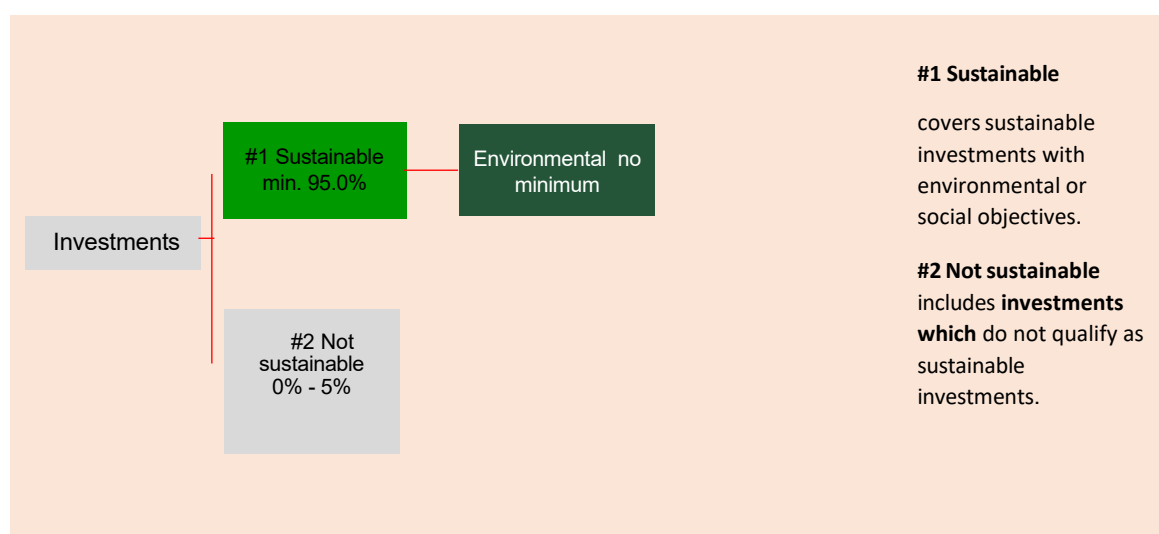 #1 Sustainable
min. 95.0%
Environmental no
minimum
Investments
#2 Not
sustainable
0% - 5%
#1 Sustainable
covers sustainable
investments with
environmental or
social objectives.
#2 Not sustainable
includes investments
which do not qualify as
sustainable
investments.